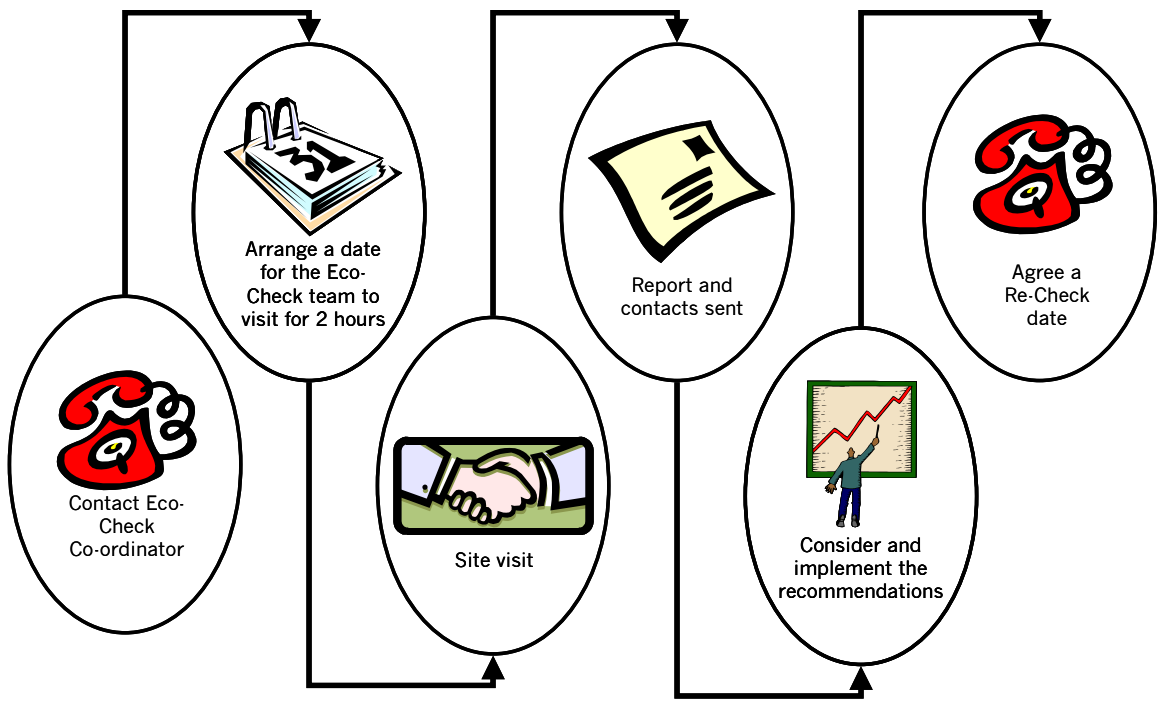 Contact Eco-
Check
Co-ordinator
31
Arrange a date
for the Eco-
Check team to
visit for 2 hours
Site visit
Report and
contacts sent
Consider and
implement the
recommendations
Agree a
Re-Check
date